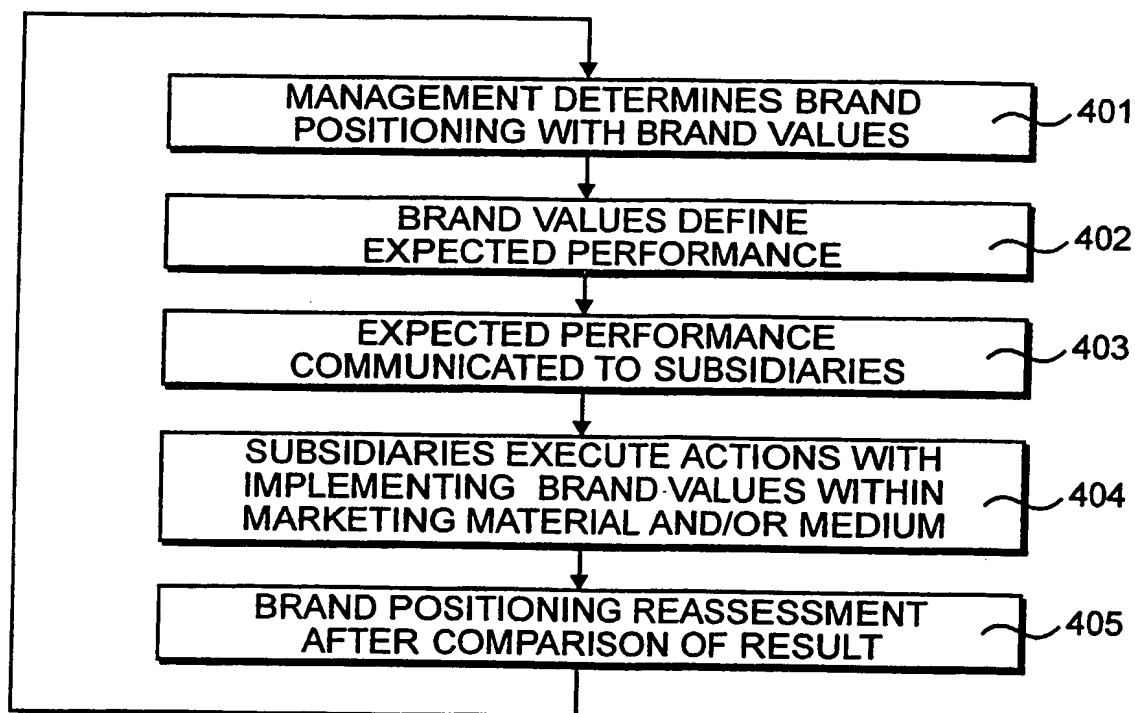 MANAGEMENT DETERMINES BRAND
POSITIONING WITH BRAND VALUES
401
BRAND VALUES DEFINE
EXPECTED PERFORMANCE
402
EXPECTED PERFORMANCE
COMMUNICATED TO SUBSIDIARIES
403
SUBSIDIARIES EXECUTE ACTIONS WITH
IMPLEMENTING BRAND VALUES WITHIN
MARKETING MATERIAL AND/OR MEDIUM
404
BRAND POSITIONING REASSESSMENT
AFTER COMPARISON OF RESULT
405